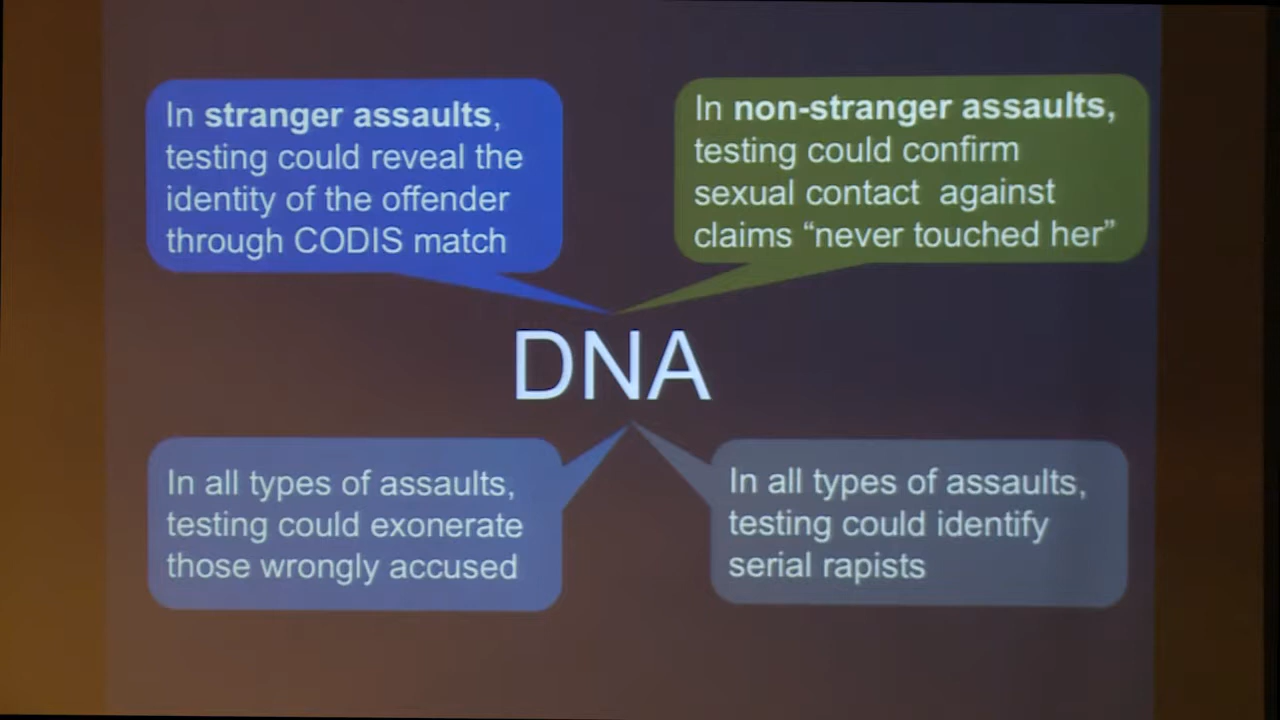 In stranger assaults,
testing could reveal the
identity of the offender
through CODIS match
In non-stranger assaults,
testing could confirm
sexual contact  against
claims “never touched her”
DNA
In all types of assaults,
testing could exonerate
those wrongly accused
In all types of assaults,
testing could identify
serial rapists